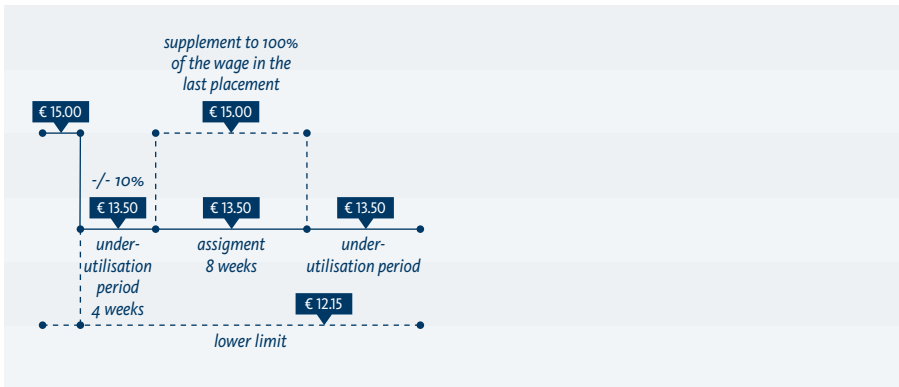 supplement to 100%
of the wage in the
last placement
€ 15.00
€ 15.00
-/- 10%
€ 13.50
€ 13.50
€ 13.50
under-
utilisation
period
4 weeks
assigment
8 weeks
under-
utilisation period
€ 12.15
lower limit